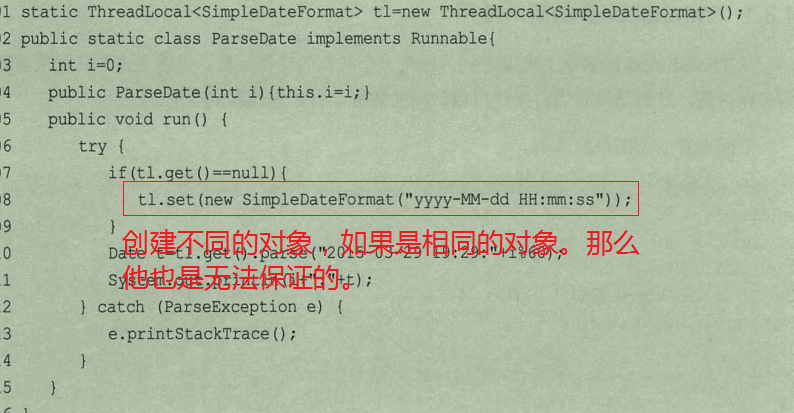 01 static ThreadLocal<SimpleDateFormat> tl=new ThreadLocal<SimpleDateFormat>();
02 public static class ParseDate implements Runnable{
03 int i=0;
04 public ParseDate(int i){this.i=i;}
05 public void run() {
06 try {
07 if(tl.get()==null){
08 tl.set(new SimpleDateFormat("yyyy-MM-dd HH:mm:ss"));
09 }
创建不同的对象，如果是相同的对象。那么
10 Date t=tl.get().parse("2015-03-29 19:29:"+i%60);
他也是无法保证的。
11 System.out.println(i+":"+t);
12 } catch (ParseException e) {
13 e.printStackTrace();
14 }
15 }